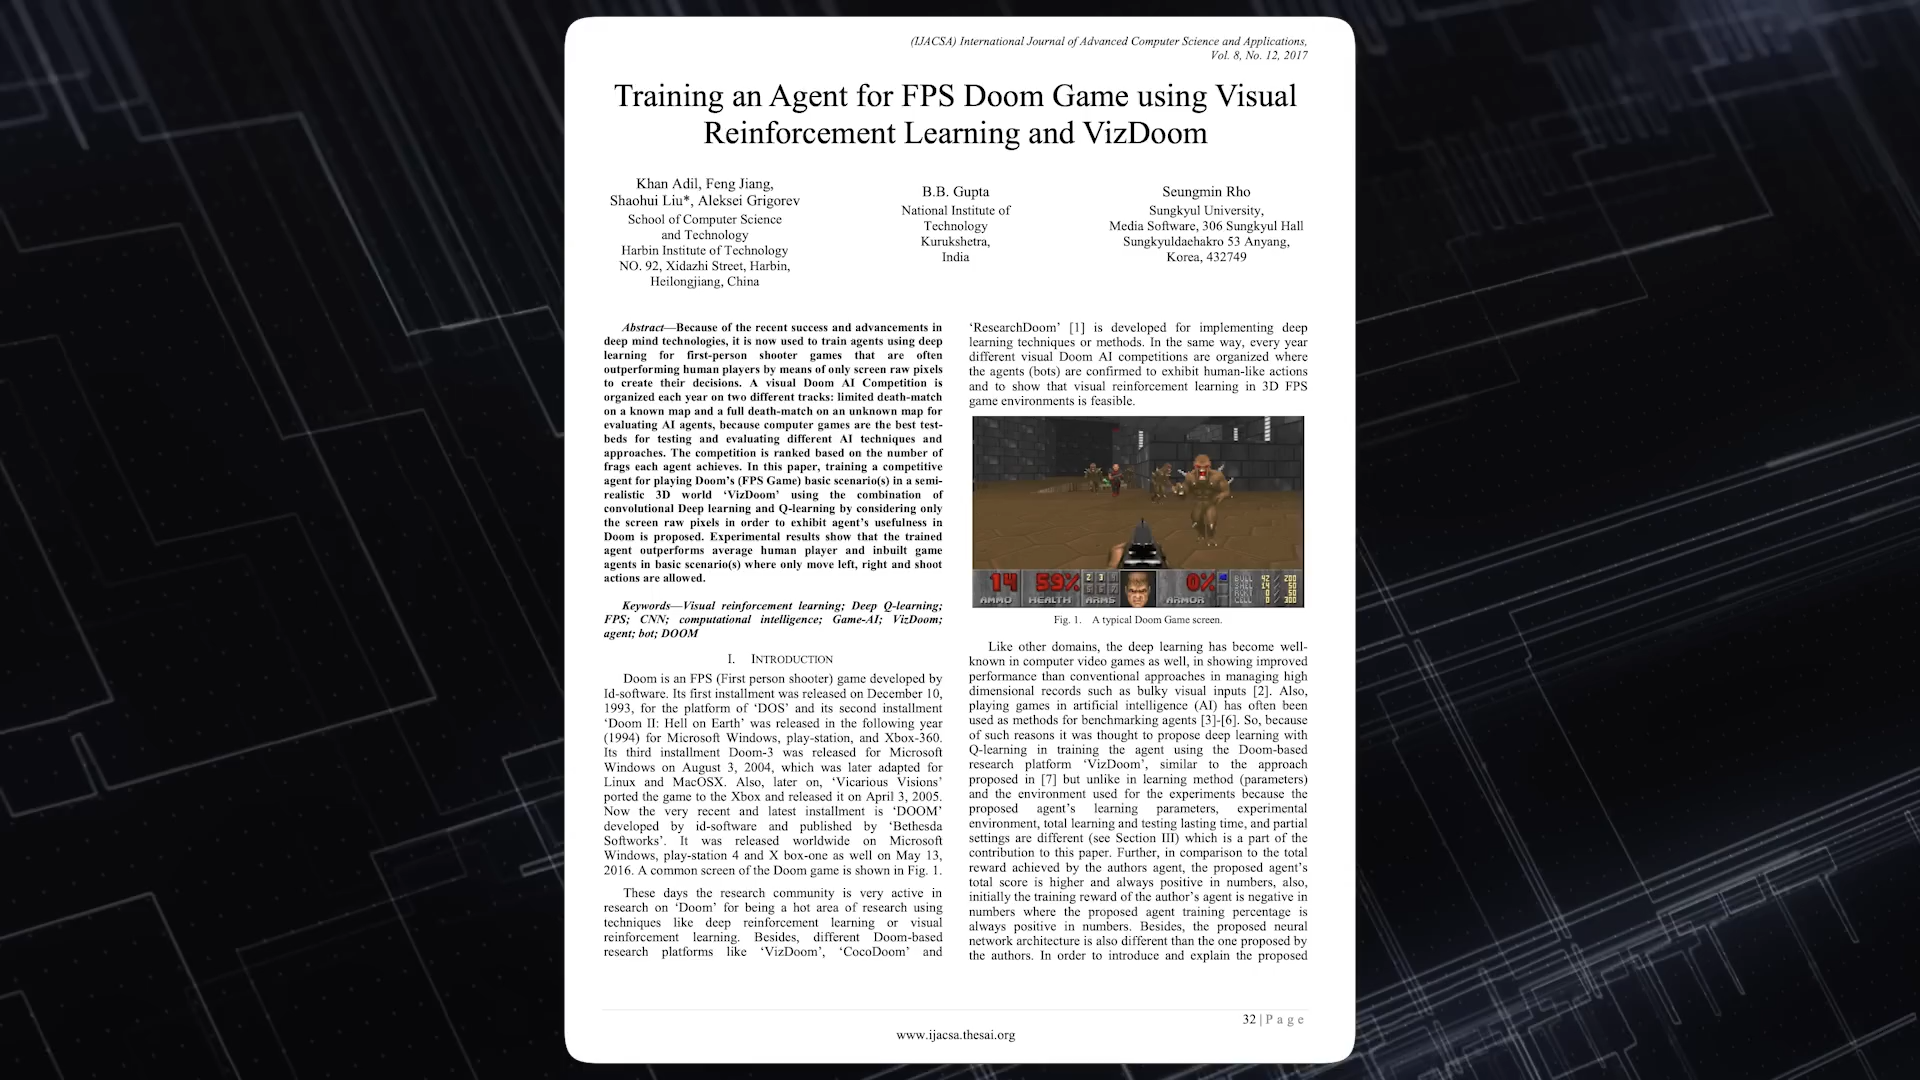 (IJACSA) International Journal of Advanced Computer Science and Applications,
Vol. 8, No. 12, 2017
Training an Agent for FPS Doom Game using Visual
Reinforcement Learning and VizDoom
Khan Adil, Feng Jiang,
Shaohui Liu*, Aleksei Grigorev
School of Computer Science
and Technology
Harbin Institute of Technology
NO. 92, Xidazhi Street, Harbin,
Heilongjiang, China
B.B. Gupta
National Institute of
Technology
Kurukshetra,
India
Seungmin Rho
Sungkyul University,
Media Software, 306 Sungkyul Hall
Sungkyuldaehakro 53 Anyang,
Korea, 432749
Abstract—Because of the recent success and advancements in
deep mind technologies, it is now used to train agents using deep
learning for first-person shooter games that are often
outperforming human players by means of only screen raw pixels
to create their decisions. A visual Doom AI Competition is
organized each year on two different tracks: limited death-match
on a known map and a full death-match on an unknown map for
evaluating AI agents, because computer games are the best test-
beds for testing and evaluating different AI techniques and
approaches. The competition is ranked based on the number of
frags each agent achieves. In this paper, training a competitive
agent for playing Doom's (FPS Game) basic scenario(s) in a semi-
realistic 3D world ‘VizDoom’ using the combination of
convolutional Deep learning and Q-learning by considering only
the screen raw pixels in order to exhibit agent's usefulness in
Doom is proposed. Experimental results show that the trained
agent outperforms average human player and inbuilt game
agents in basic scenario(s) where only move left, right and shoot
actions are allowed.
Keywords—Visual reinforcement learning; Deep Q-learning;
FPS; CNN; computational intelligence; Game-AI; VizDoom;
agent; bot; DOOM
I. INTRODUCTION
Doom is an FPS (First person shooter) game developed by
Id-software. Its first installment was released on December 10,
1993, for the platform of ‘DOS’ and its second installment
‘Doom II: Hell on Earth’ was released in the following year
(1994) for Microsoft Windows, play-station, and Xbox-360.
Its third installment Doom-3 was released for Microsoft
Windows on August 3, 2004, which was later adapted for
Linux and MacOSX. Also, later on, ‘Vicarious Visions’
ported the game to the Xbox and released it on April 3, 2005.
Now the very recent and latest installment is ‘DOOM’
developed by id-software and published by ‘Bethesda
Softworks’. It was released worldwide on Microsoft
Windows, play-station 4 and X box-one as well on May 13,
2016. A common screen of the Doom game is shown in Fig. 1.
These days the research community is very active in
research on ‘Doom’ for being a hot area of research using
techniques like deep reinforcement learning or visual
reinforcement learning. Besides, different Doom-based
research platforms like ‘VizDoom’, ‘CocoDoom’ and
‘ResearchDoom’ [1] is developed for implementing deep
learning techniques or methods. In the same way, every year
different visual Doom AI competitions are organized where
the agents (bots) are confirmed to exhibit human-like actions
and to show that visual reinforcement learning in 3D FPS
game environments is feasible.
14 59% 2 3 0%
AMMO HEALTH ARMS ARMOR
BULL 92 / 200
SHEL 14 / 50
RCKT 0 / 50
CELL 0 / 300
Fig. 1. A typical Doom Game screen.
Like other domains, the deep learning has become well-
known in computer video games as well, in showing improved
performance than conventional approaches in managing high
dimensional records such as bulky visual inputs [2]. Also,
playing games in artificial intelligence (AI) has often been
used as methods for benchmarking agents [3]-[6]. So, because
of such reasons it was thought to propose deep learning with
Q-learning in training the agent using the Doom-based
research platform ‘VizDoom’, similar to the approach
proposed in [7] but unlike in learning method (parameters)
and the environment used for the experiments because the
proposed agent's learning parameters, experimental
environment, total learning and testing lasting time, and partial
settings are different (see Section III) which is a part of the
contribution to this paper. Further, in comparison to the total
reward achieved by the authors agent, the proposed agent's
total score is higher and always positive in numbers, also,
initially the training reward of the author's agent is negative in
numbers where the proposed agent training percentage is
always positive in numbers. Besides, the proposed neural
network architecture is also different than the one proposed by
the authors. In order to introduce and explain the proposed
32 | P a g e
www.ijacsa.thesai.org